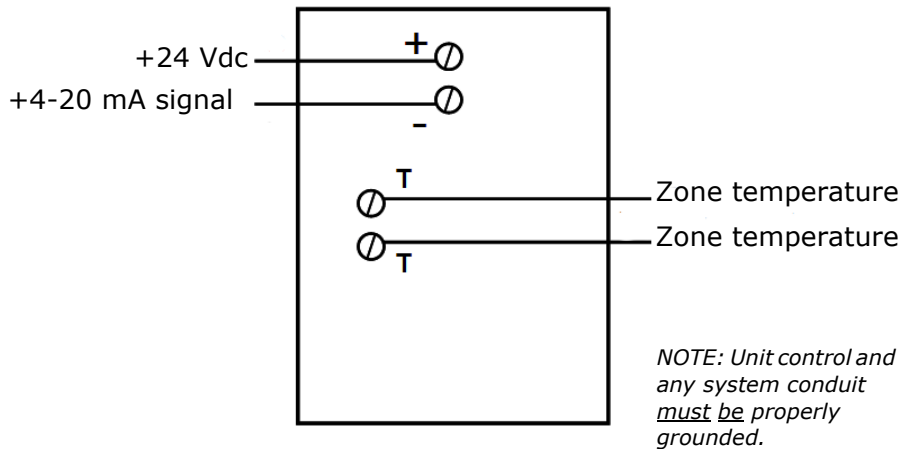 +
+24 Vdc
+4-20 mA signal
-
T
Zone temperature
Zone temperature
T
NOTE: Unit control and
any system conduit
must be properly
grounded.